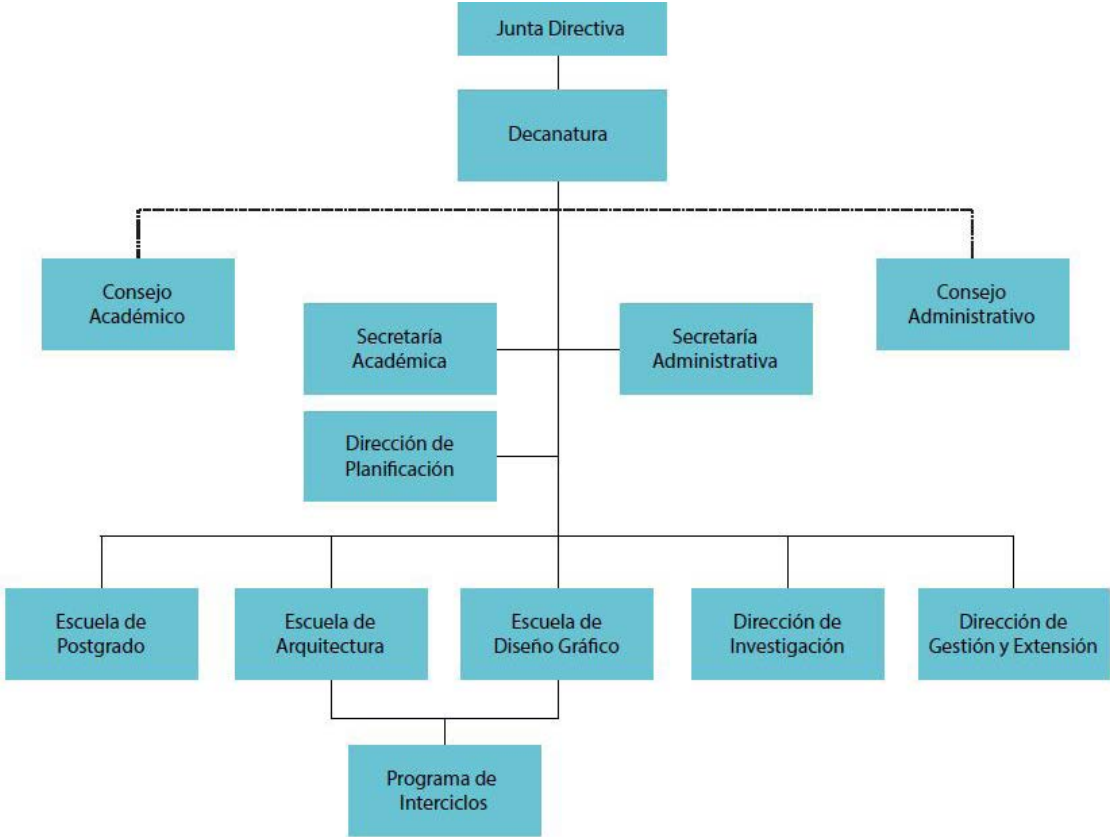 Junta Directiva
Decanatura
Consejo
Académico
Consejo
Administrativo
Secretaría
Académica
Secretaría
Administrativa
Dirección de
Planificación
Escuela de
Postgrado
Escuela de
Arquitectura
Escuela de
Diseño Gráfico
Dirección de
Investigación
Dirección de
Gestión y Extensión
Programa de
Interciclos